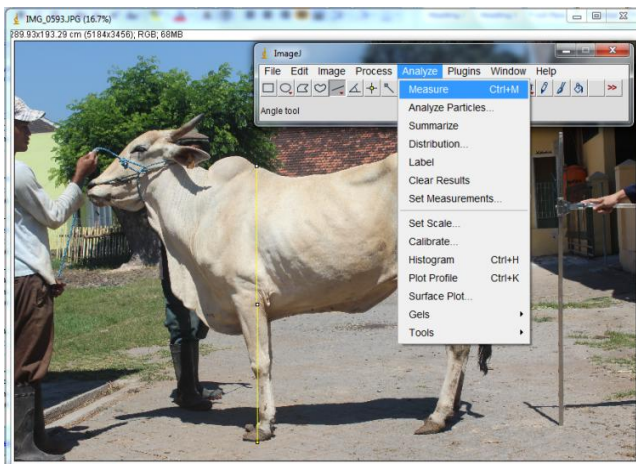 IMG_0593.JPG (16.7%)
289.93x193.29 cm (5184x3456); RGB; 68MB
ImageJ
File Edit Image Process Analyze Plugins Window Help
>>
Angle tool
Measure Ctrl+M
Analyze Particles...
Summarize
Distribution...
Label
Clear Results
Set Measurements...
Set Scale...
Calibrate...
Histogram Ctrl+H
Plot Profile Ctrl+K
Surface Plot...
Gels
Tools